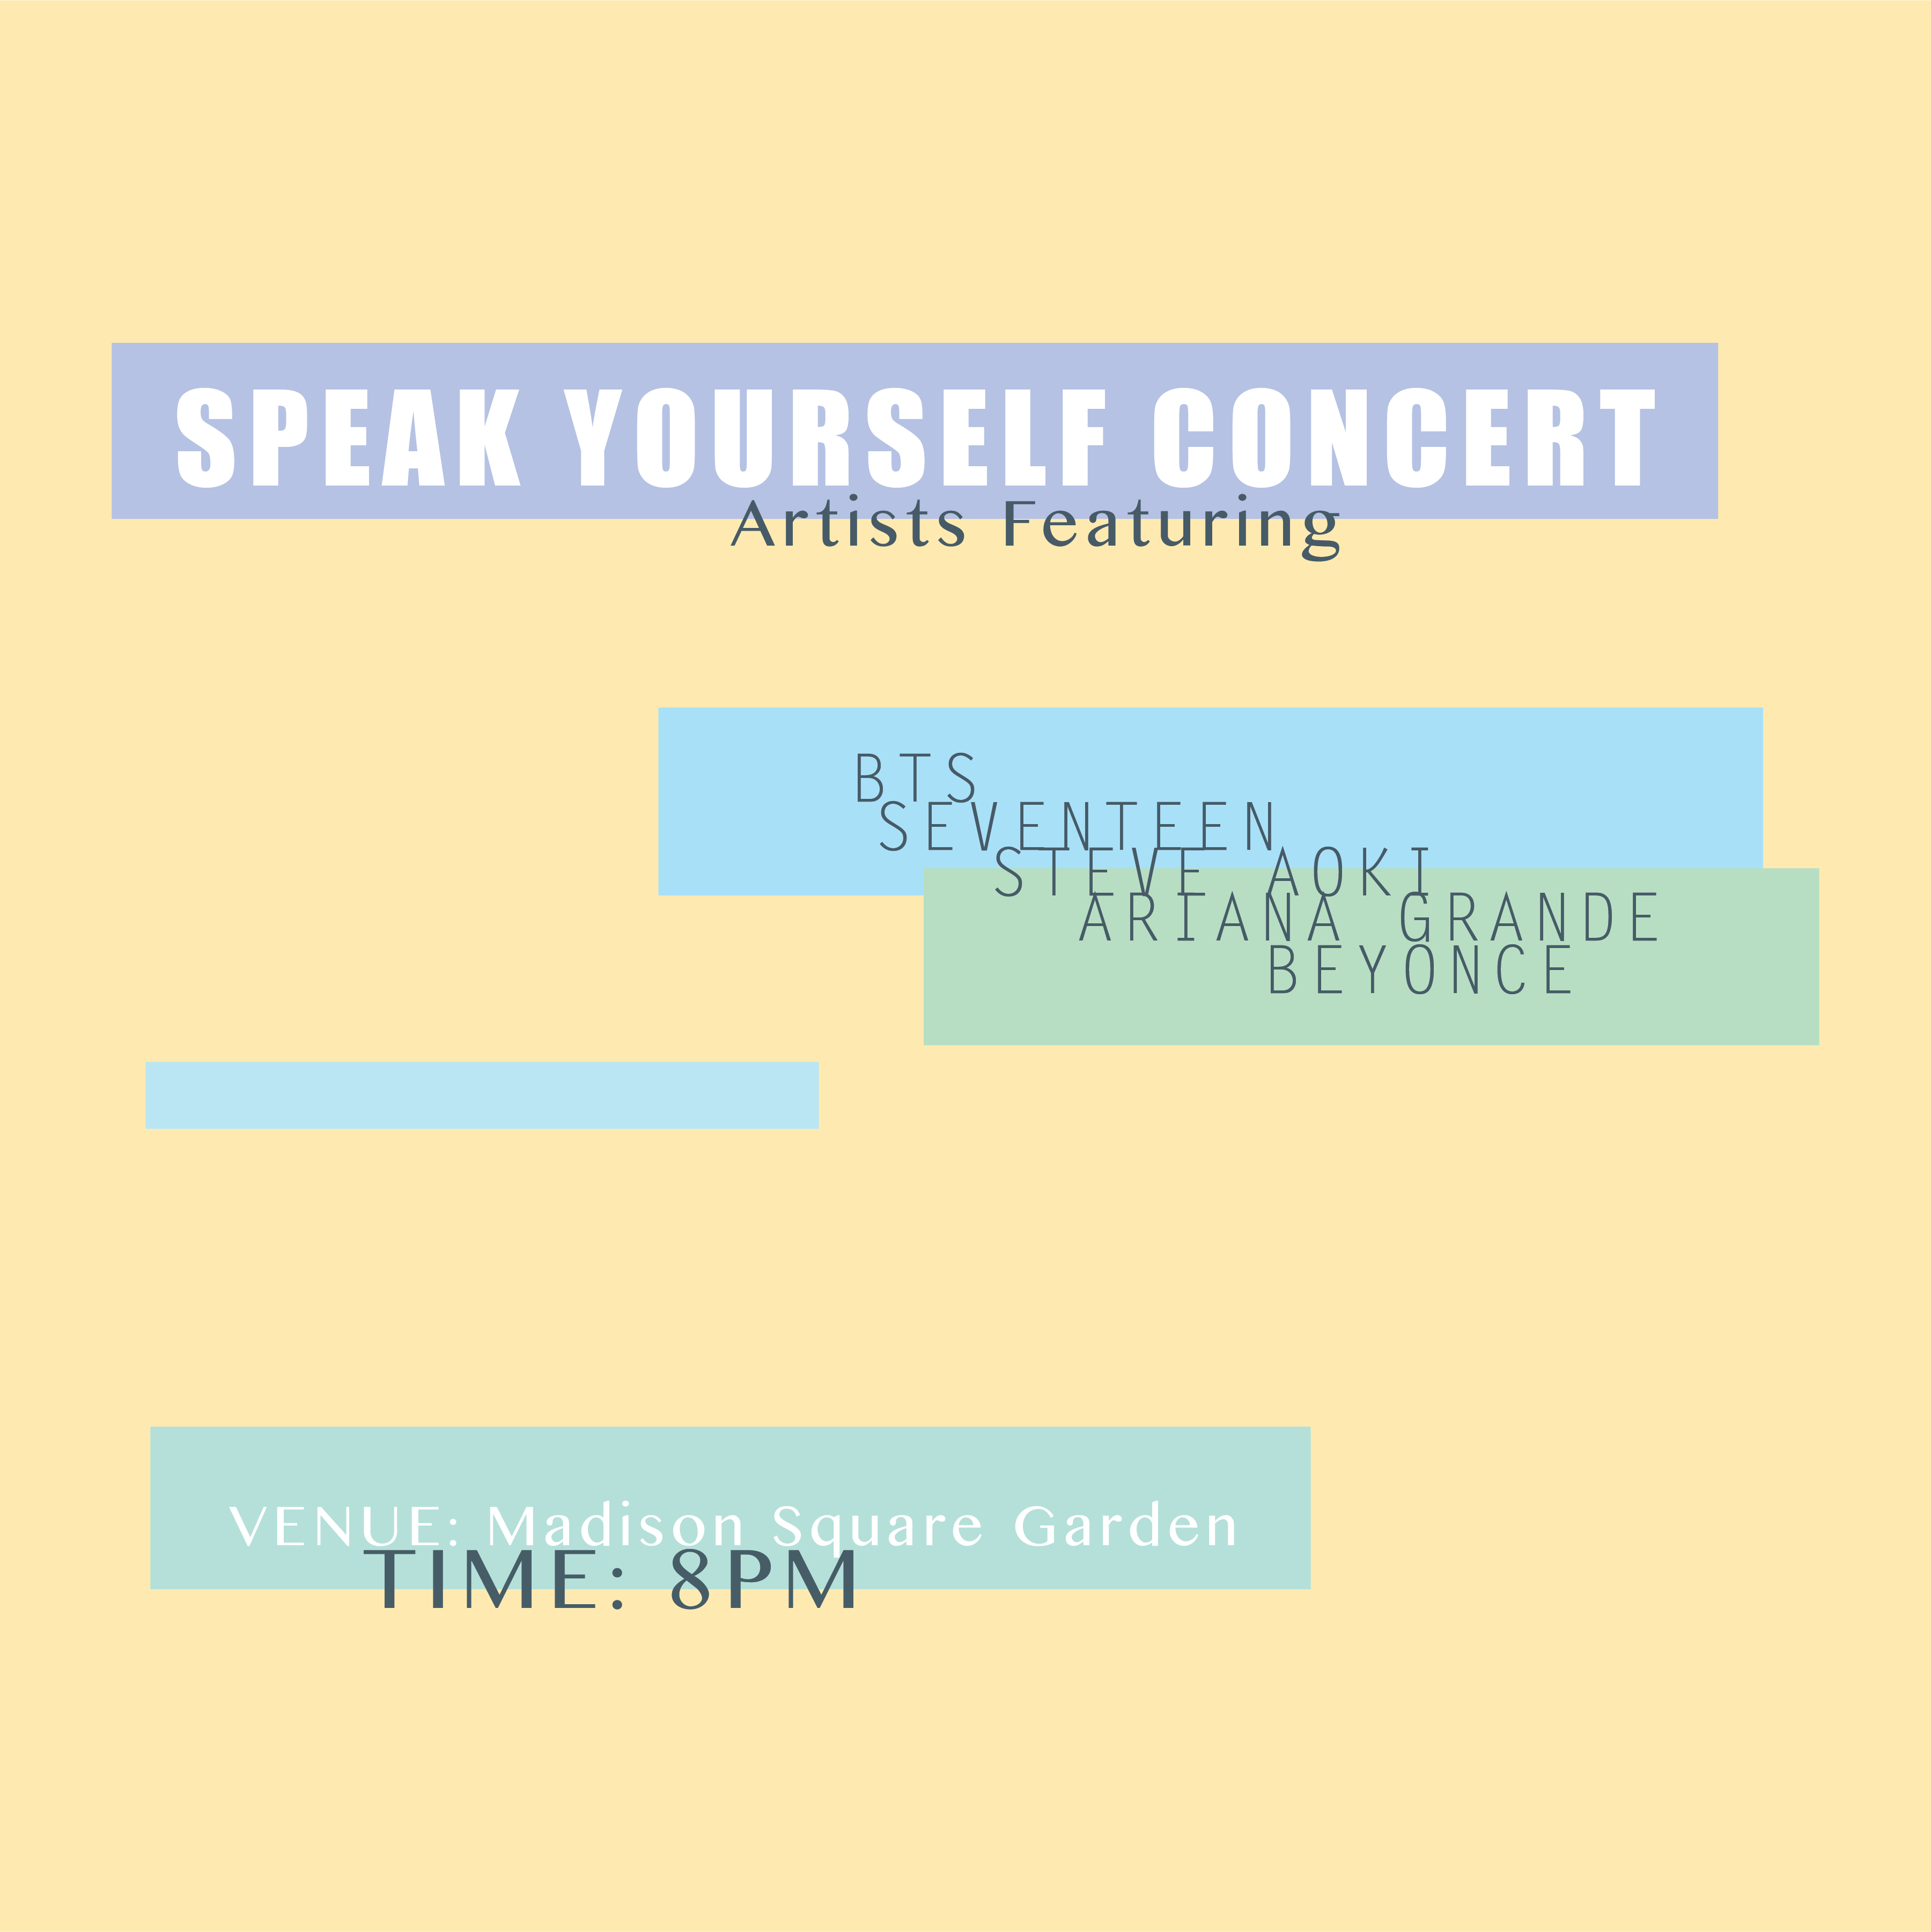 SPEAK YOURSELF CONCERT
Artists Featuring
BTS
SEVENTEEN
STEVE AOKI
ARIANA GRANDE
BEYONCE
VENUE: Madison Square Garden
TIME: 8PM